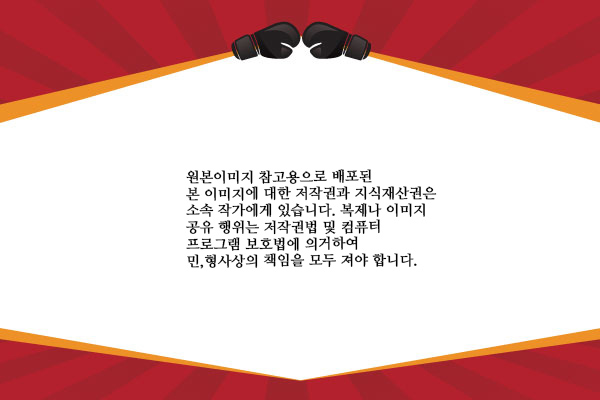 원본이미지 참고용으로 배포된
본 이미지에 대한 저작권과 지식재산권은
소속 작가에게 있습니다. 복제나 이미지
공유 행위는 저작권법 및 컴퓨터
프로그램 보호법에 의거하여
민,형사상의 책임을 모두 져야 합니다.